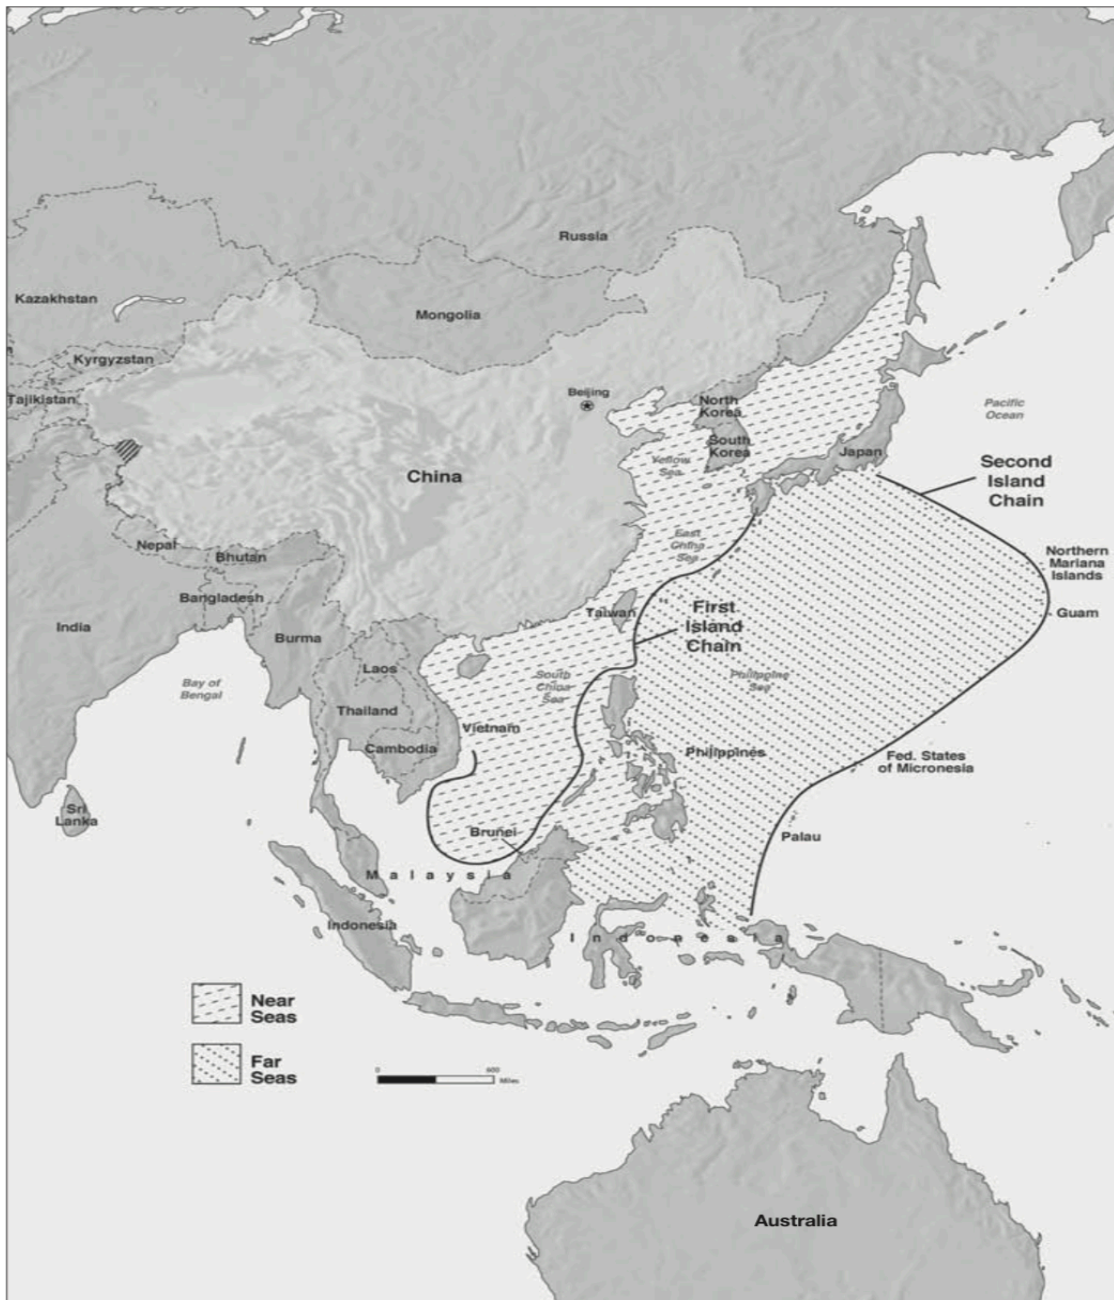 Russia
Kazakhstan
Mongolia
Kyrgyzstan
Beijing
Tajikistan
North
Korea
Pacific
Ocean
South
Korea
Japan
Yellow
Sea
China
Second
Island
Chain
East
China
Sea
Nepal
Bhutan
Northern
Mariana
Islands
Bangladesh
Taiwan
First
Island
Chain
Guam
India
Burma
Laos
Bay of
Bengal
South
China
Sea
Philippine
Sea
Thailand
Vietnam
Cambodia
Philippines
Fed. States
of Micronesia
Sri
Lanka
Brunei
Palau
Malaysia
Indonesia
Indonesia
Near
Seas
Far
Seas
0 600
Miles
Australia